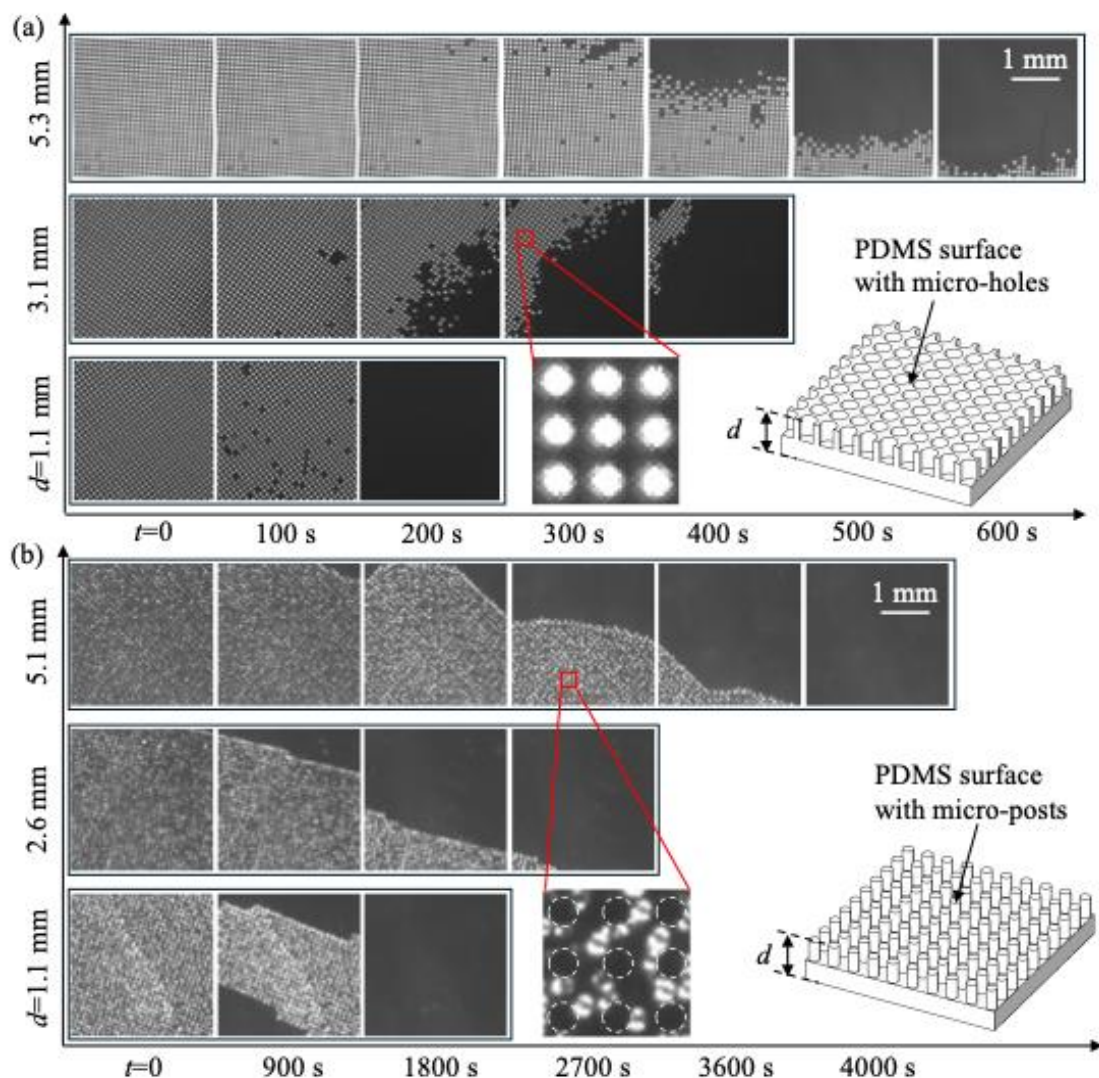 (a)
5.3 mm
1 mm
3.1 mm
PDMS surface
with micro-holes
d
d=1.1 mm
t=0 100 s 200 s 300 s 400 s 500 s 600 s
(b)
5.1 mm
1 mm
2.6 mm
PDMS surface
with micro-posts
d
d=1.1 mm
t=0 900 s 1800 s 2700 s 3600 s 4000 s